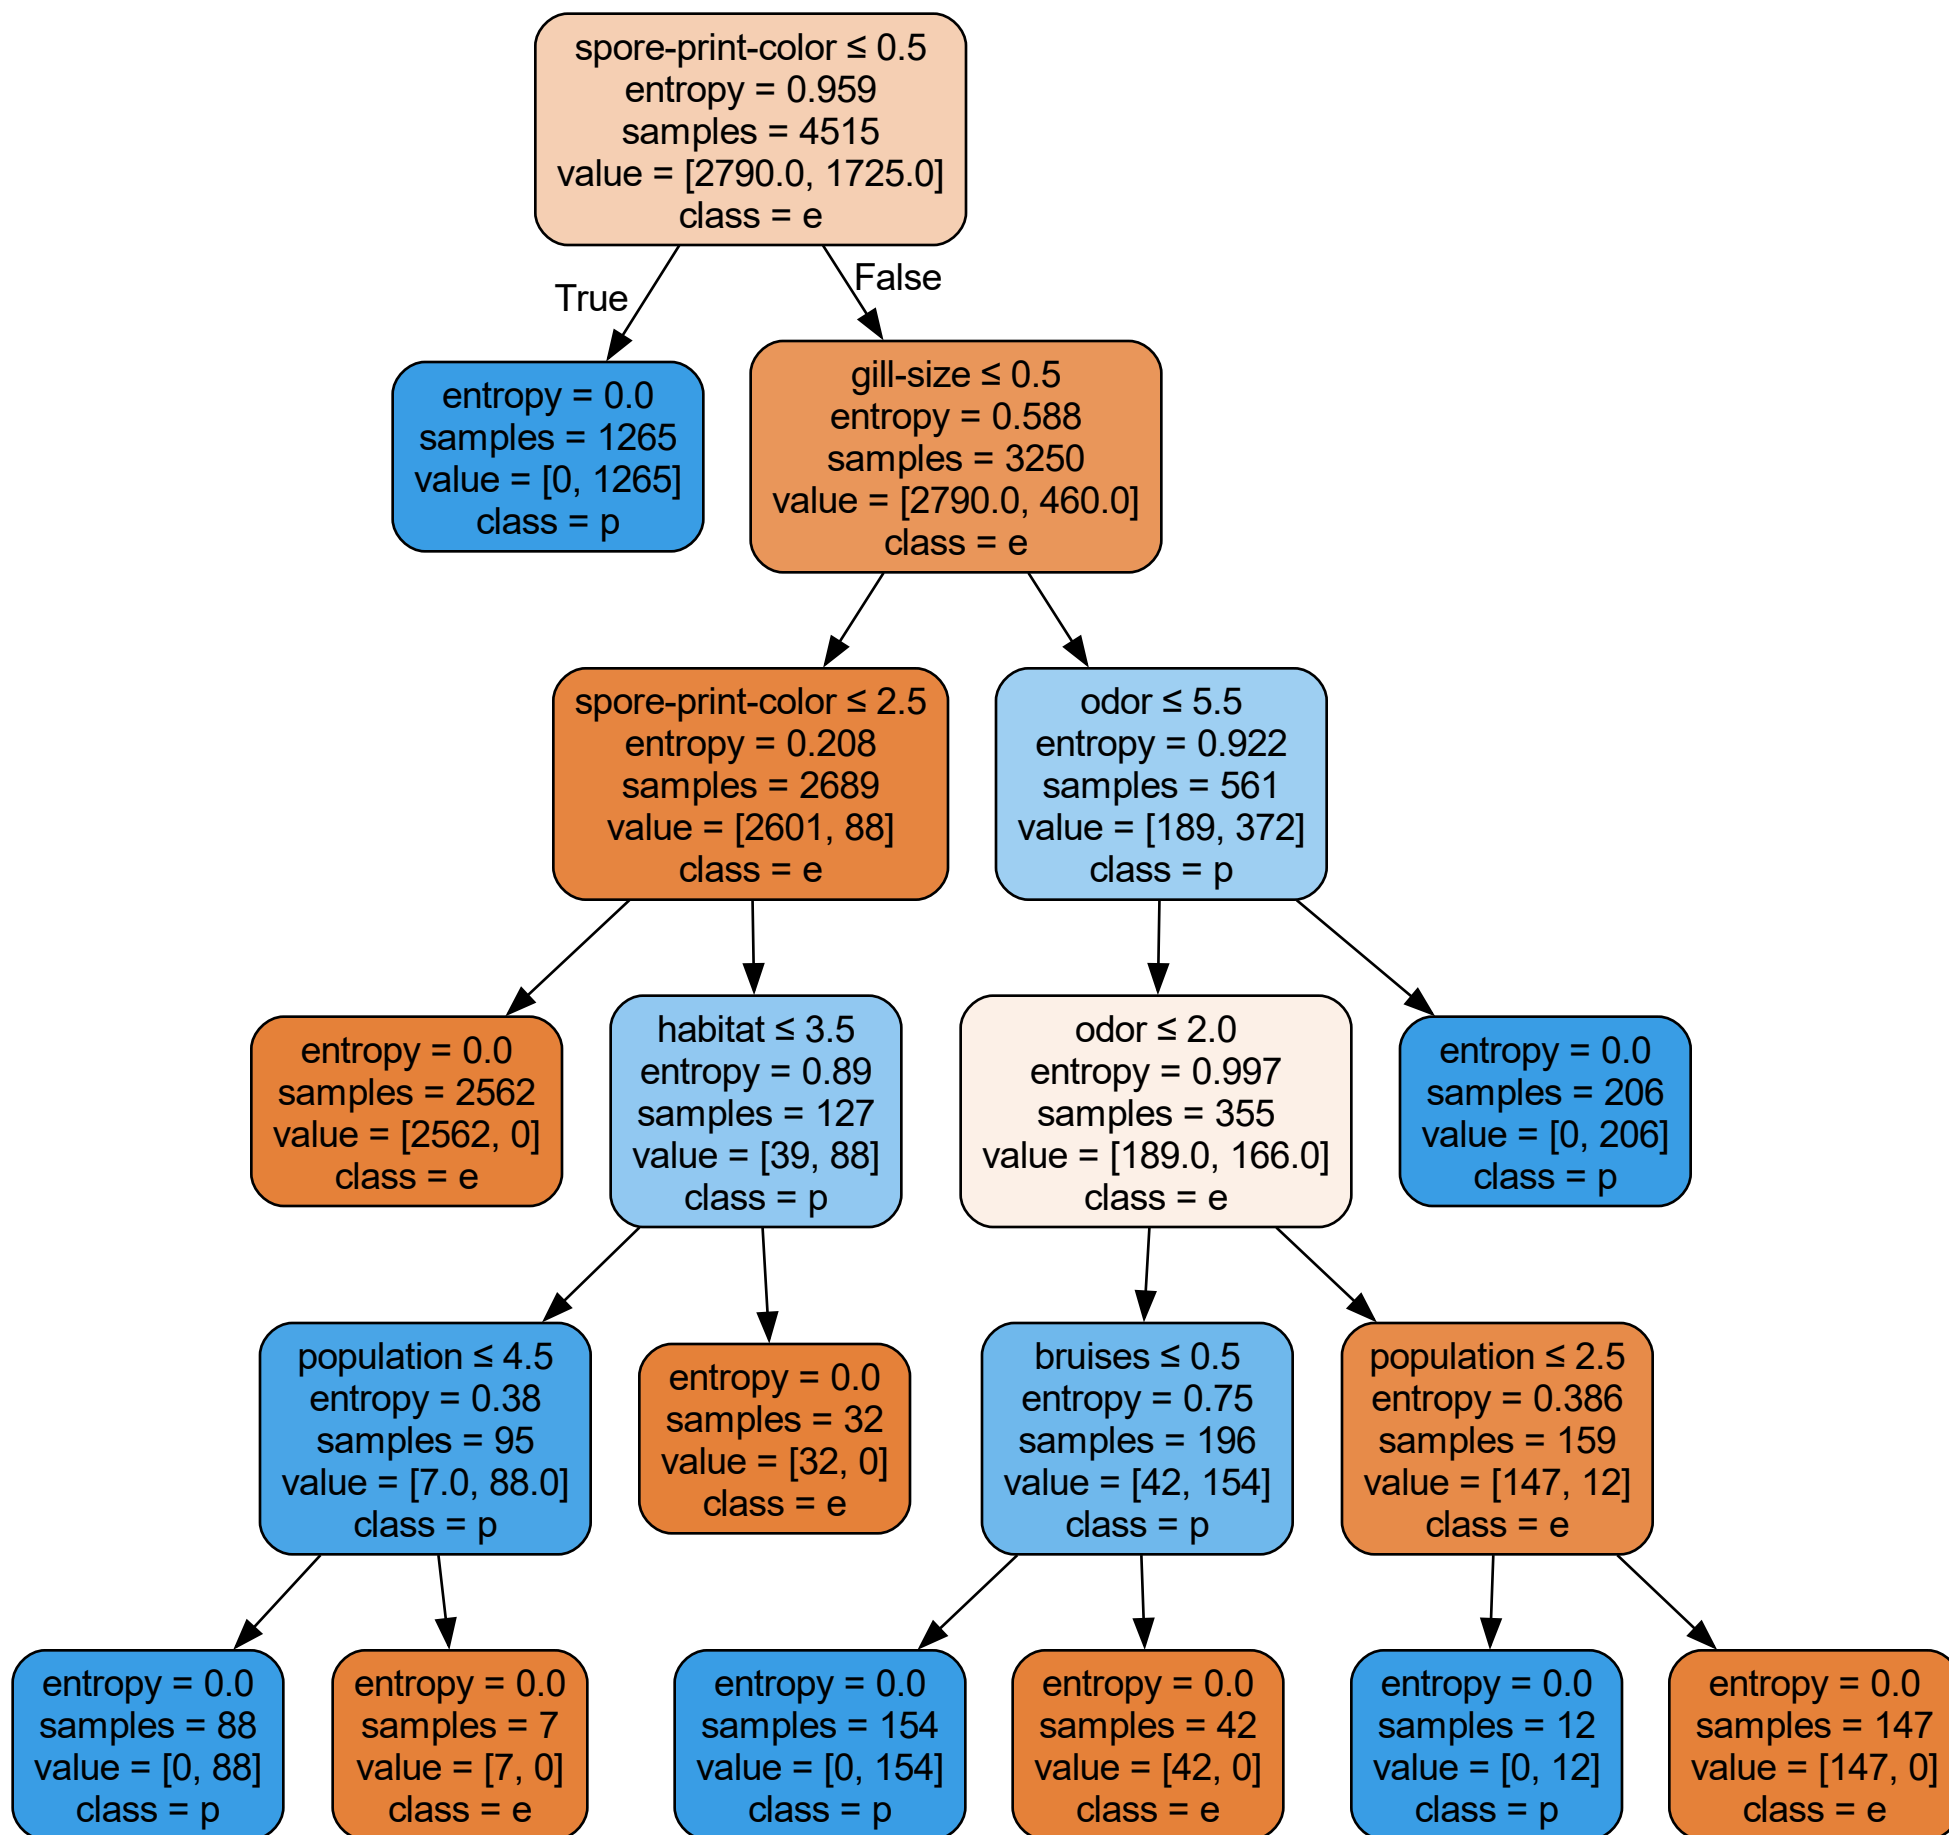 spore-print-color ≤ 0.5
entropy = 0.959
samples = 4515
value = [2790.0, 1725.0]
class = e
True
False
entropy = 0.0
samples = 1265
value = [0, 1265]
class = p
gill-size ≤ 0.5
entropy = 0.588
samples = 3250
value = [2790.0, 460.0]
class = e
spore-print-color ≤ 2.5
entropy = 0.208
samples = 2689
value = [2601, 88]
class = e
odor ≤ 5.5
entropy = 0.922
samples = 561
value = [189, 372]
class = p
entropy = 0.0
samples = 2562
value = [2562, 0]
class = e
habitat ≤ 3.5
entropy = 0.89
samples = 127
value = [39, 88]
class = p
odor ≤ 2.0
entropy = 0.997
samples = 355
value = [189.0, 166.0]
class = e
entropy = 0.0
samples = 206
value = [0, 206]
class = p
population ≤ 4.5
entropy = 0.38
samples = 95
value = [7.0, 88.0]
class = p
entropy = 0.0
samples = 32
value = [32, 0]
class = e
bruises ≤ 0.5
entropy = 0.75
samples = 196
value = [42, 154]
class = p
population ≤ 2.5
entropy = 0.386
samples = 159
value = [147, 12]
class = e
entropy = 0.0
samples = 88
value = [0, 88]
class = p
entropy = 0.0
samples = 7
value = [7, 0]
class = e
entropy = 0.0
samples = 154
value = [0, 154]
class = p
entropy = 0.0
samples = 42
value = [42, 0]
class = e
entropy = 0.0
samples = 12
value = [0, 12]
class = p
entropy = 0.0
samples = 147
value = [147, 0]
class = e